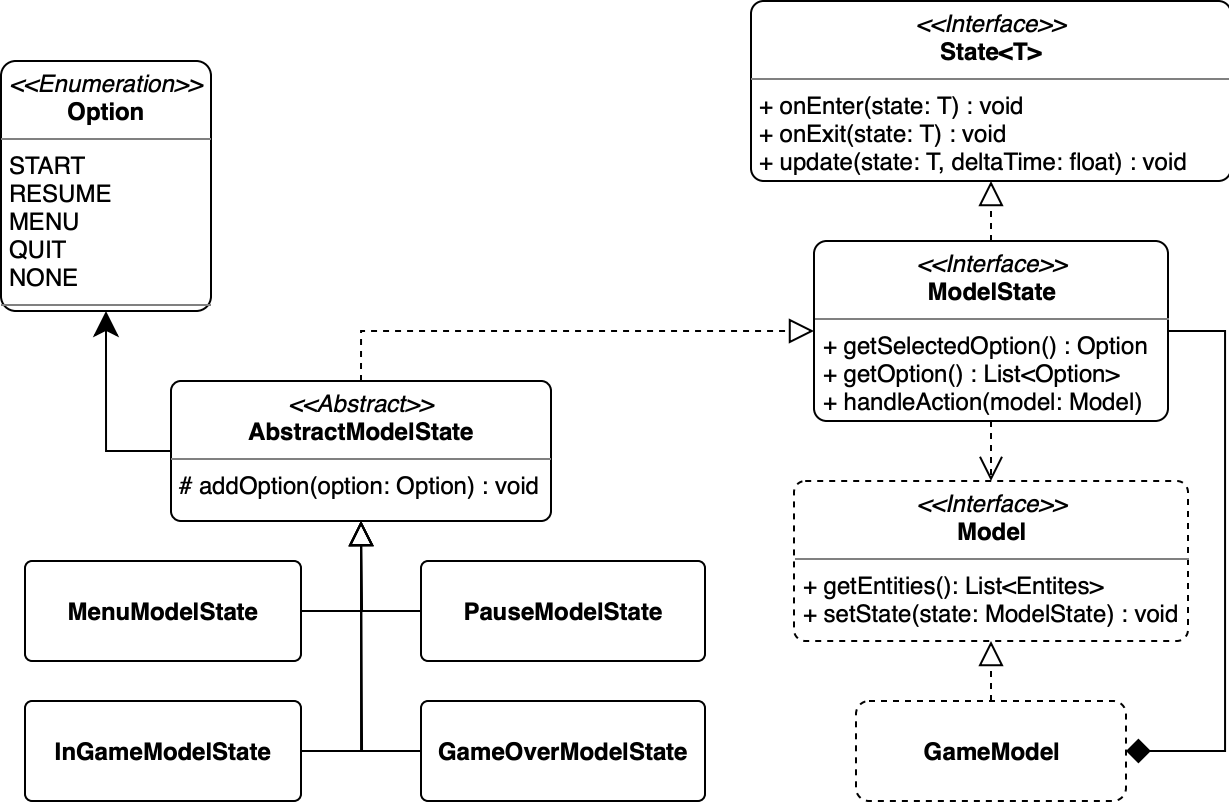 <<Enumeration>>
Option
START
RESUME
MENU
QUIT
NONE
<<Interface>>
State<T>
+ onEnter(state: T) : void
+ onExit(state: T) : void
+ update(state: T, deltaTime: float) : void
<<Interface>>
ModelState
+ getSelectedOption() : Option
+ getOption() : List<Option>
+ handleAction(model: Model)
<<Abstract>>
AbstractModelState
# addOption(option: Option) : void
<<Interface>>
Model
+ getEntities(): List<Entites>
+ setState(state: ModelState) : void
MenuModelState
PauseModelState
InGameModelState
GameOverModelState
GameModel